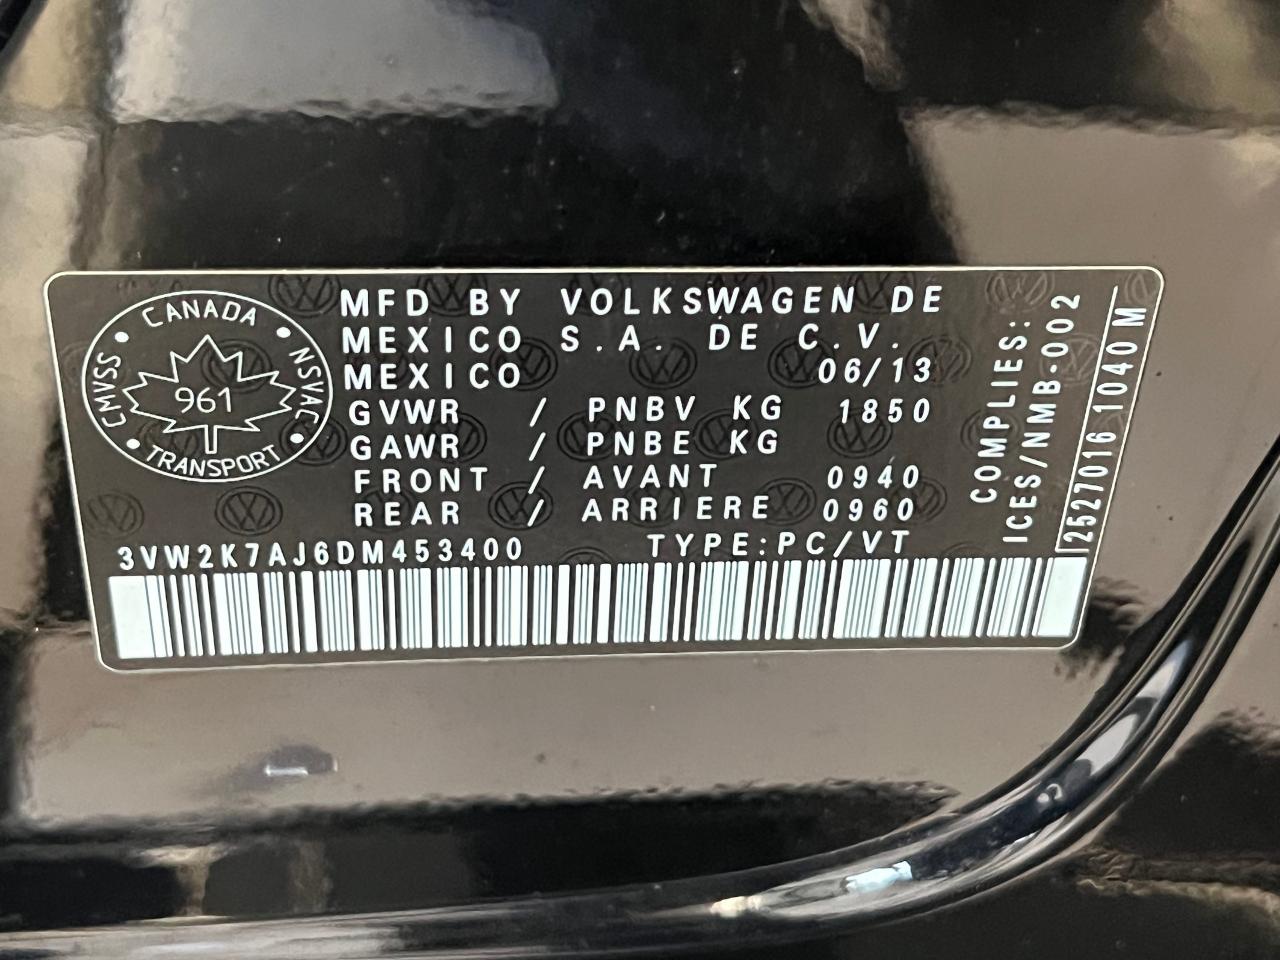 CANADA
CMVSS
NSVAC
961
TRANSPORT
MFD BY VOLKSWAGEN DE
MEXICO S.A. DE C.V.
MEXICO 06/13
GVWR / PNBV KG 1850
GAWR / PNBE KG
FRONT / AVANT 0940
REAR / ARRIERE 0960
3VW2K7AJ6DM453400 TYPE:PC/VT
COMPLIES:
ICES/NMB-002
12527016 1040 M